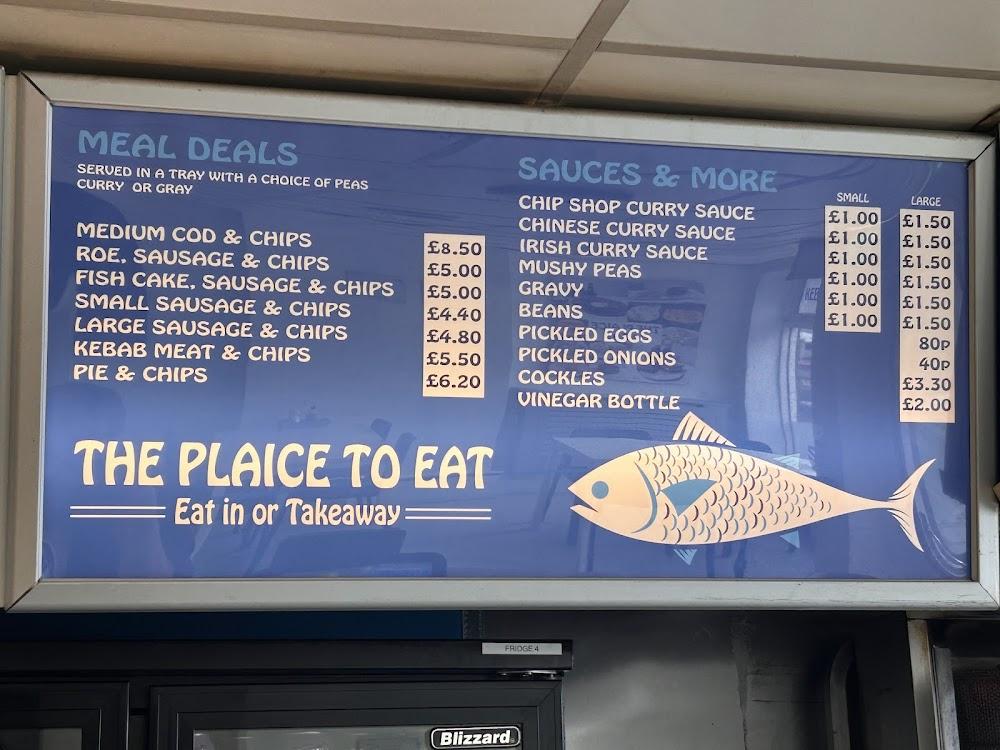 MEAL DEALS
SERVED IN A TRAY WITH A CHOICE OF PEAS
CURRY OR GRAY
MEDIUM COD & CHIPS £8.50
ROE, SAUSAGE & CHIPS £5.00
FISH CAKE, SAUSAGE & CHIPS £5.00
SMALL SAUSAGE & CHIPS £4.40
LARGE SAUSAGE & CHIPS £4.80
KEBAB MEAT & CHIPS £5.50
PIE & CHIPS £6.20
THE PLAICE TO EAT
Eat in or Takeaway
SAUCES & MORE
SMALL LARGE
CHIP SHOP CURRY SAUCE £1.00 £1.50
CHINESE CURRY SAUCE £1.00 £1.50
IRISH CURRY SAUCE £1.00 £1.50
MUSHY PEAS £1.00 £1.50
GRAVY £1.00 £1.50
BEANS £1.00 £1.50
PICKLED EGGS 80P
PICKLED ONIONS 40P
COCKLES £3.30
VINEGAR BOTTLE £2.00
FRIDGE 4
Blizzard